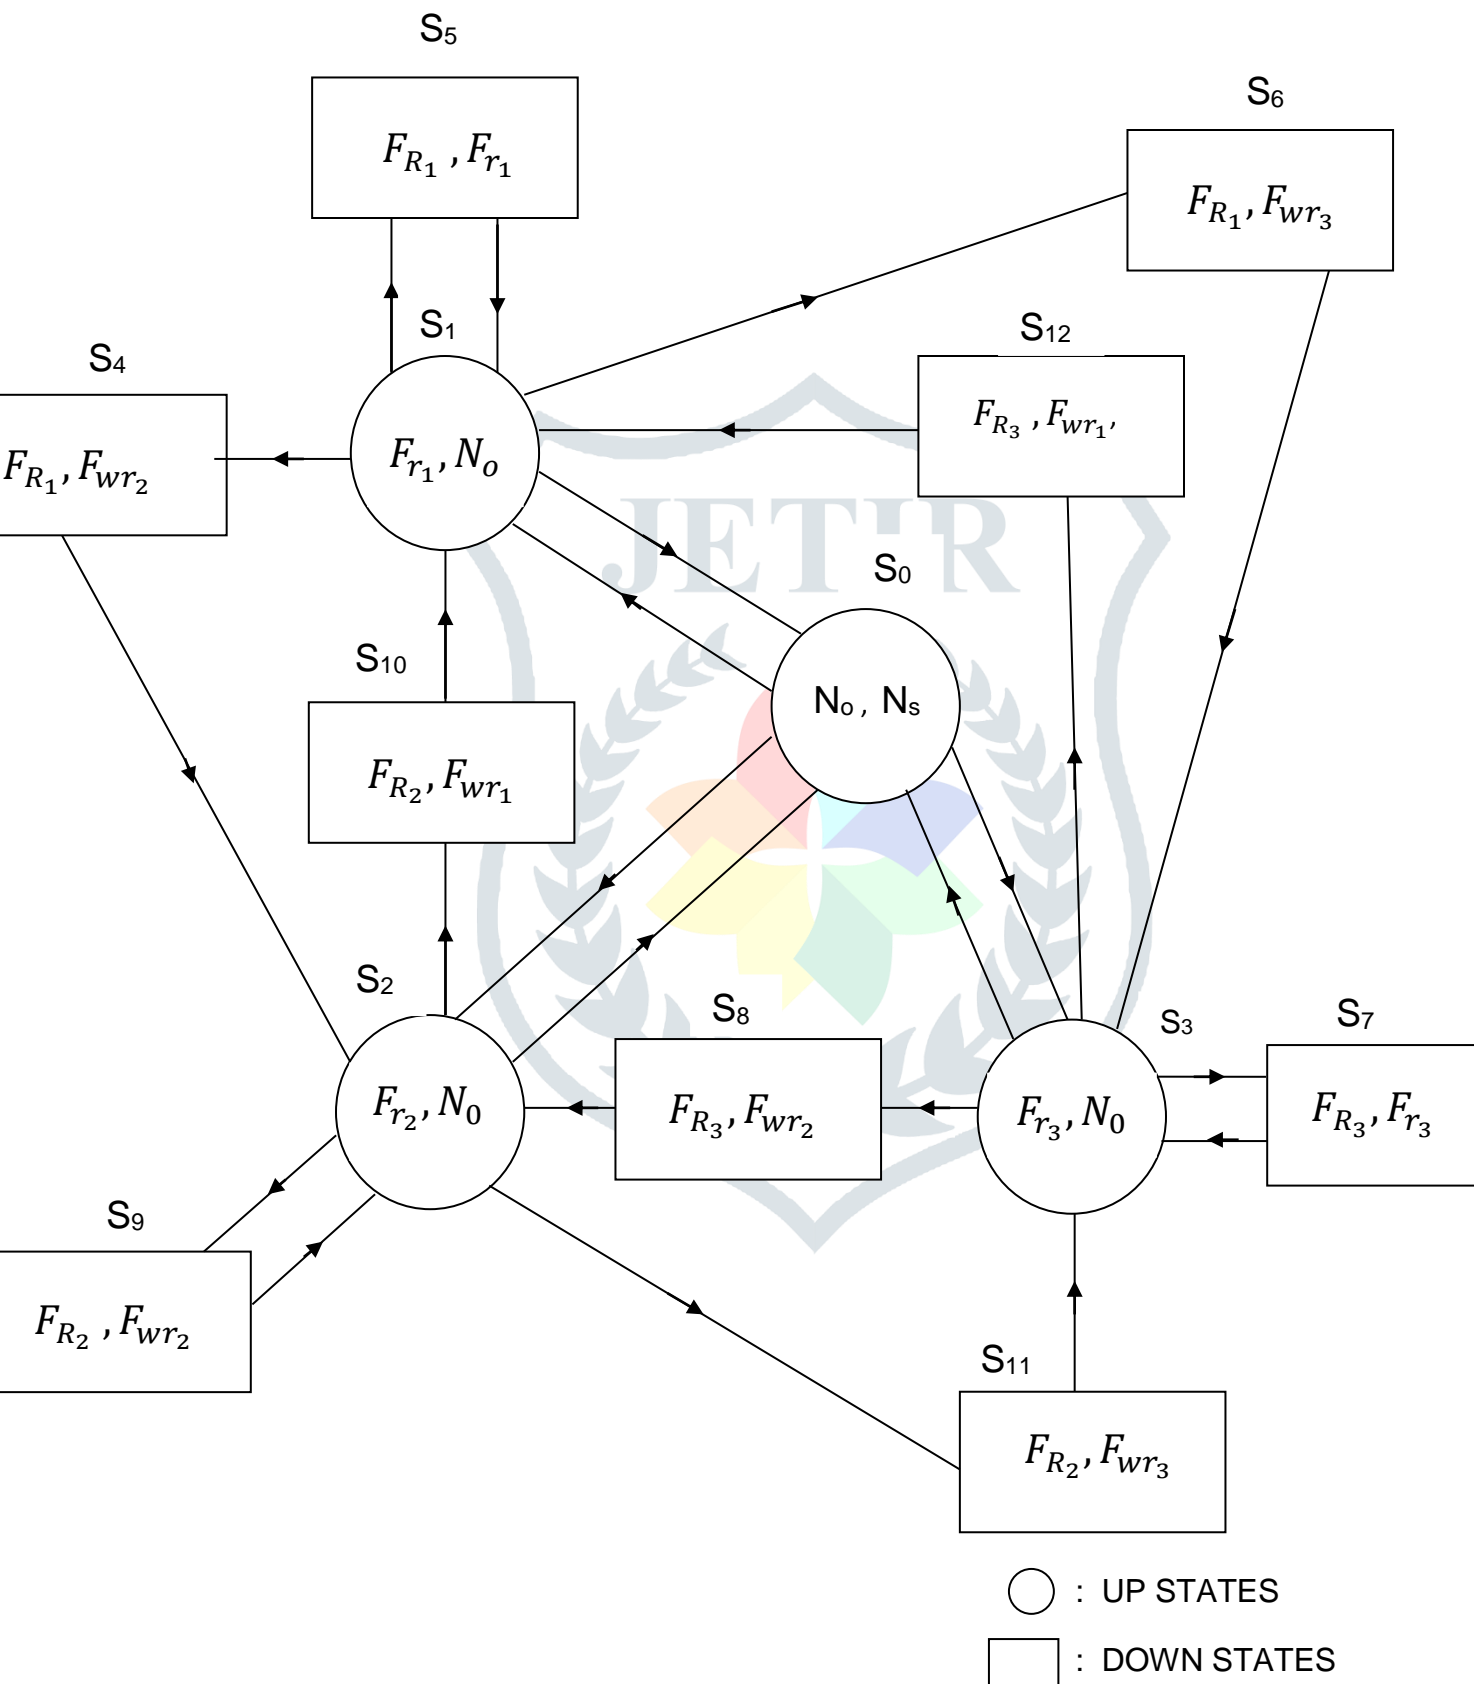 S5
F_{R_1} , F_{r_1}
S6
F_{R_1}, F_{wr_3}
S1
S12
S4
F_{R_3} , F_{wr_1},
F_{r_1}, N_o
F_{R_1}, F_{wr_2}
JETIR
S0
S10
No , Ns
F_{R_2}, F_{wr_1}
S2
S8
S3
S7
F_{r_2}, N_0
F_{R_3}, F_{wr_2}
F_{r_3}, N_0
F_{R_3}, F_{r_3}
S9
F_{R_2} , F_{wr_2}
S11
F_{R_2}, F_{wr_3}
: UP STATES
: DOWN STATES